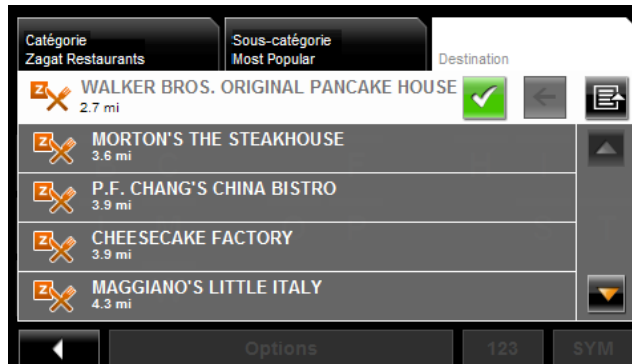 Catégorie
Zagat Restaurants
Sous-catégorie
Most Popular
Destination
WALKER BROS. ORIGINAL PANCAKE HOUSE
2.7 mi
MORTON'S THE STEAKHOUSE
3.6 mi
P.F. CHANG'S CHINA BISTRO
3.9 mi
CHEESECAKE FACTORY
3.9 mi
MAGGIANO'S LITTLE ITALY
4.3 mi
Options
123
SYM